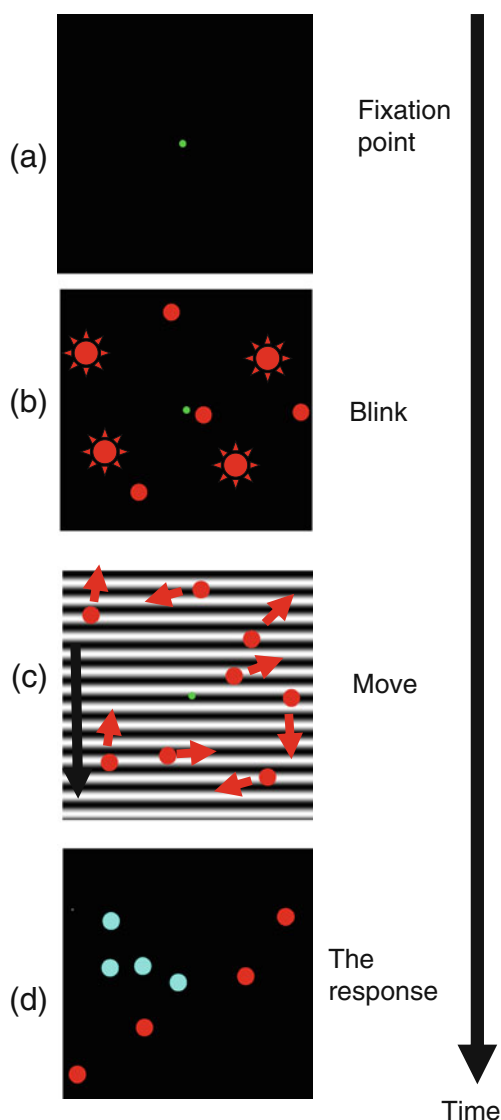 (a)
Fixation
point
(b)
Blink
(c)
Move
(d)
The
response
Time